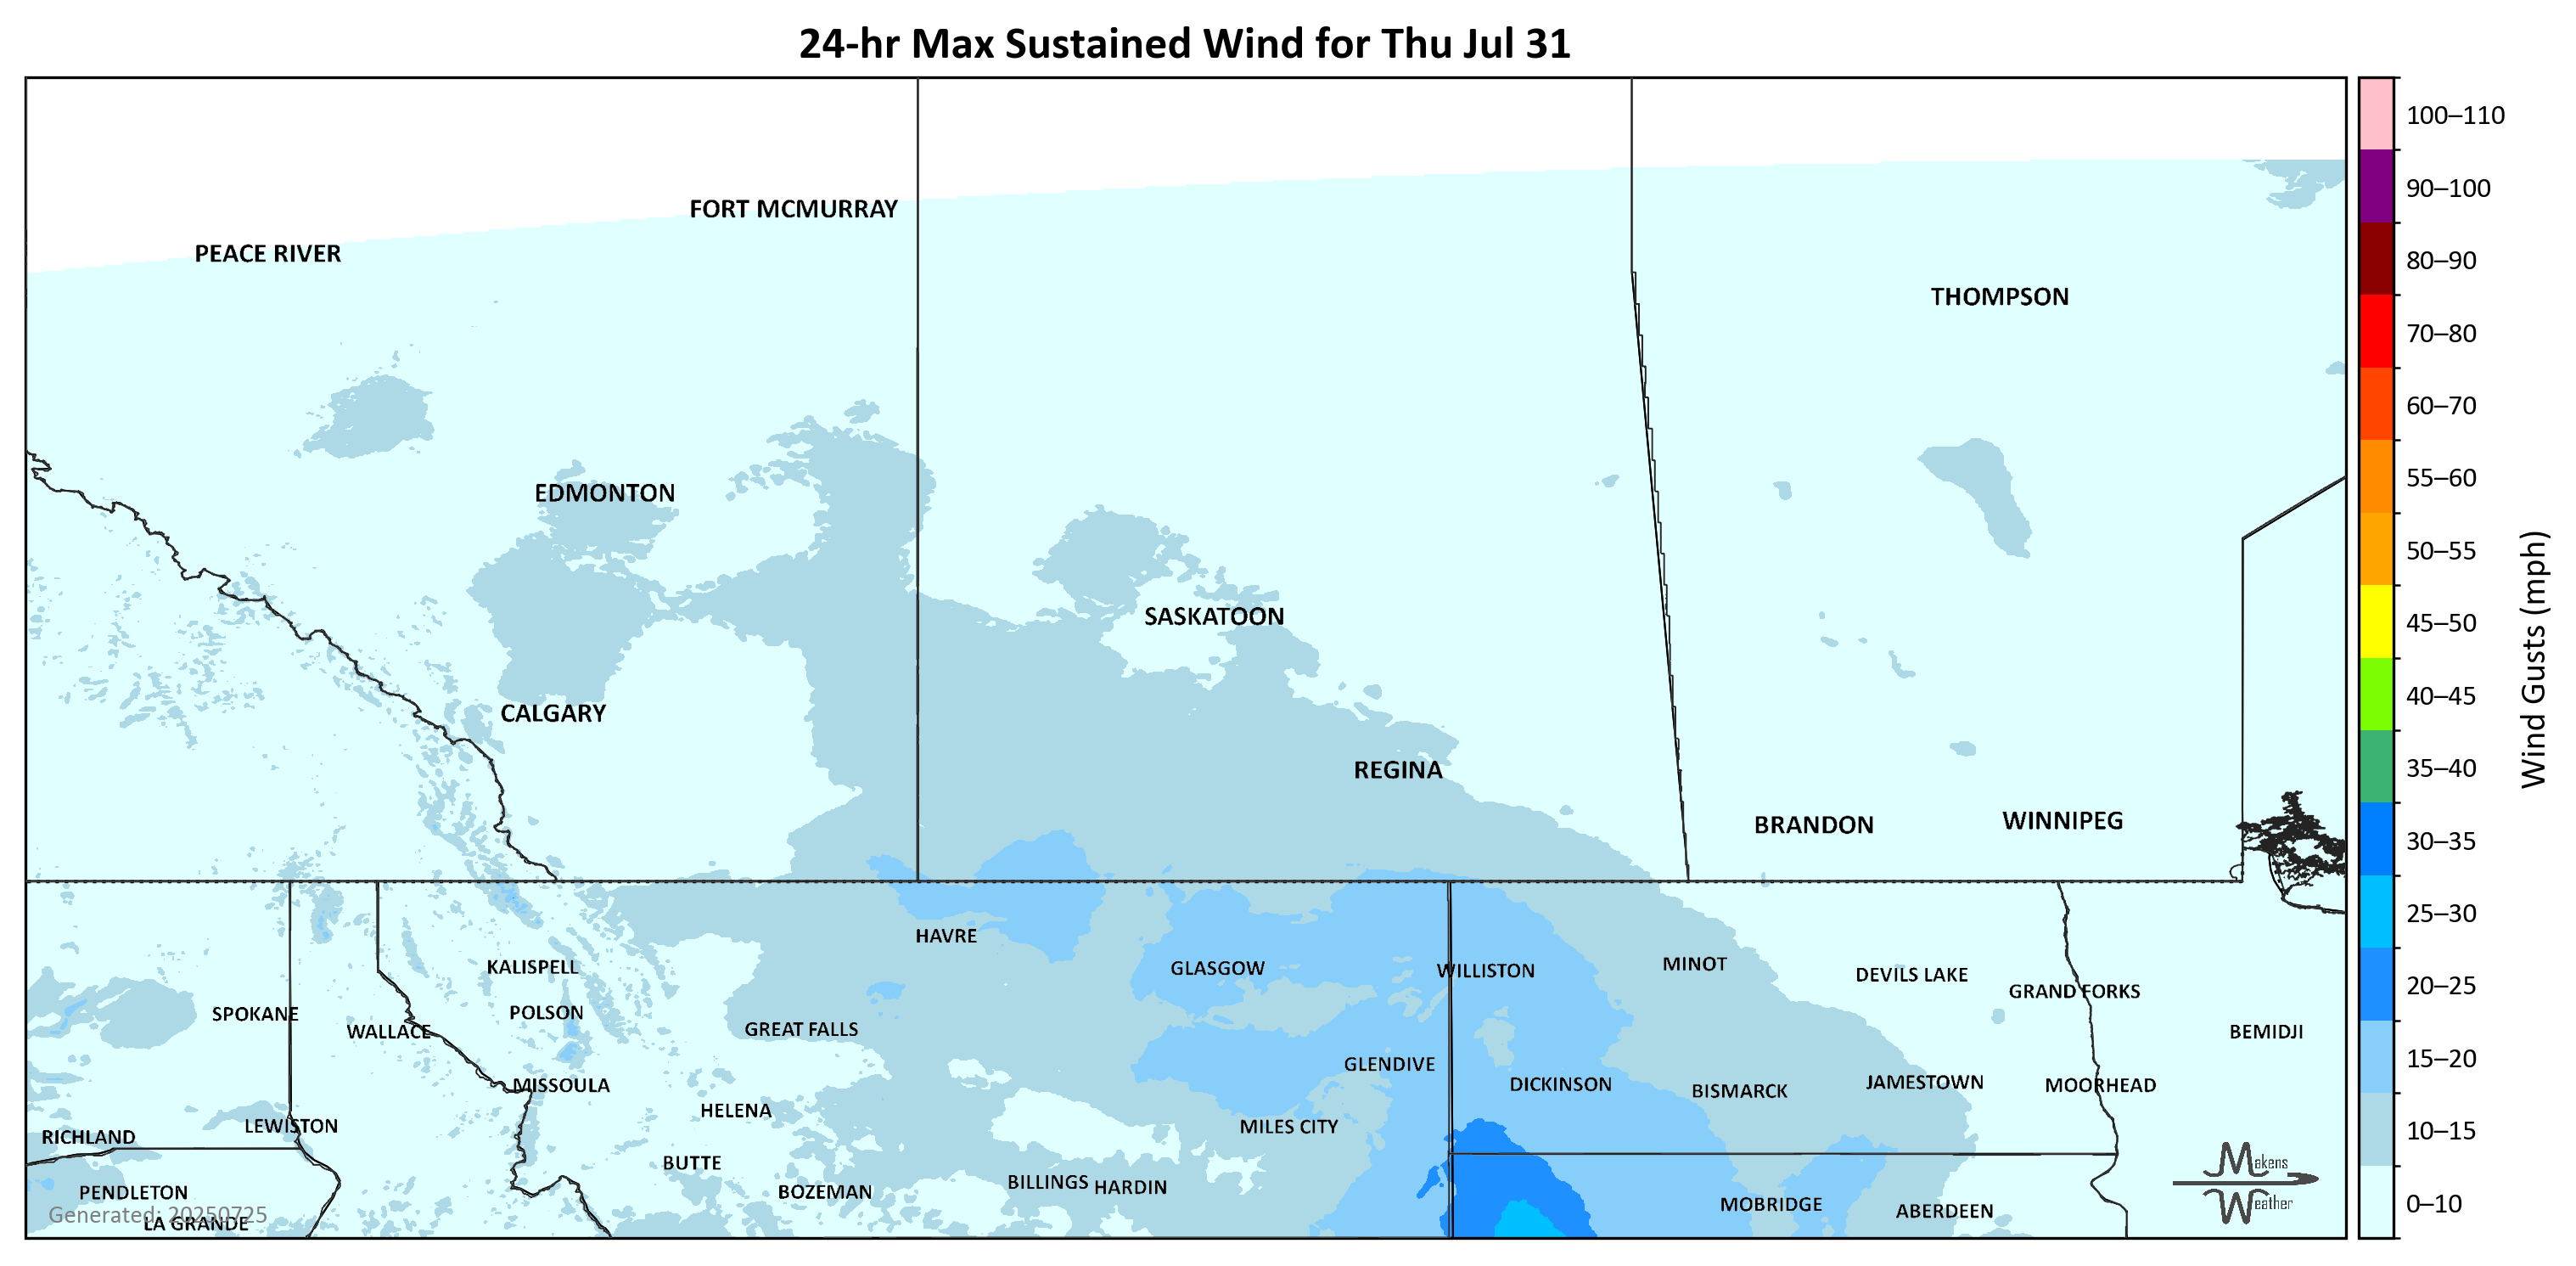 24-hr Max Sustained Wind for Thu Jul 31
100–110
90–100
80–90
70–80
60–70
55–60
50–55
45–50
40–45
35–40
30–35
25–30
20–25
15–20
10–15
0–10
Wind Gusts (mph)
FORT MCMURRAY
PEACE RIVER
THOMPSON
EDMONTON
SASKATOON
CALGARY
REGINA
BRANDON
WINNIPEG
HAVRE
KALISPELL
GLASGOW
WILLISTON
MINOT
DEVILS LAKE
GRAND FORKS
SPOKANE
POLSON
WALLACE
GREAT FALLS
BEMIDJI
GLENDIVE
MISSOULA
DICKINSON
BISMARCK
JAMESTOWN
MOORHEAD
HELENA
LEWISTON
MILES CITY
RICHLAND
BUTTE
BILLINGS
HARDIN
PENDLETON
BOZEMAN
MOBRIDGE
ABERDEEN
LA GRANDE
Generated: 20250725
Makens
Weather